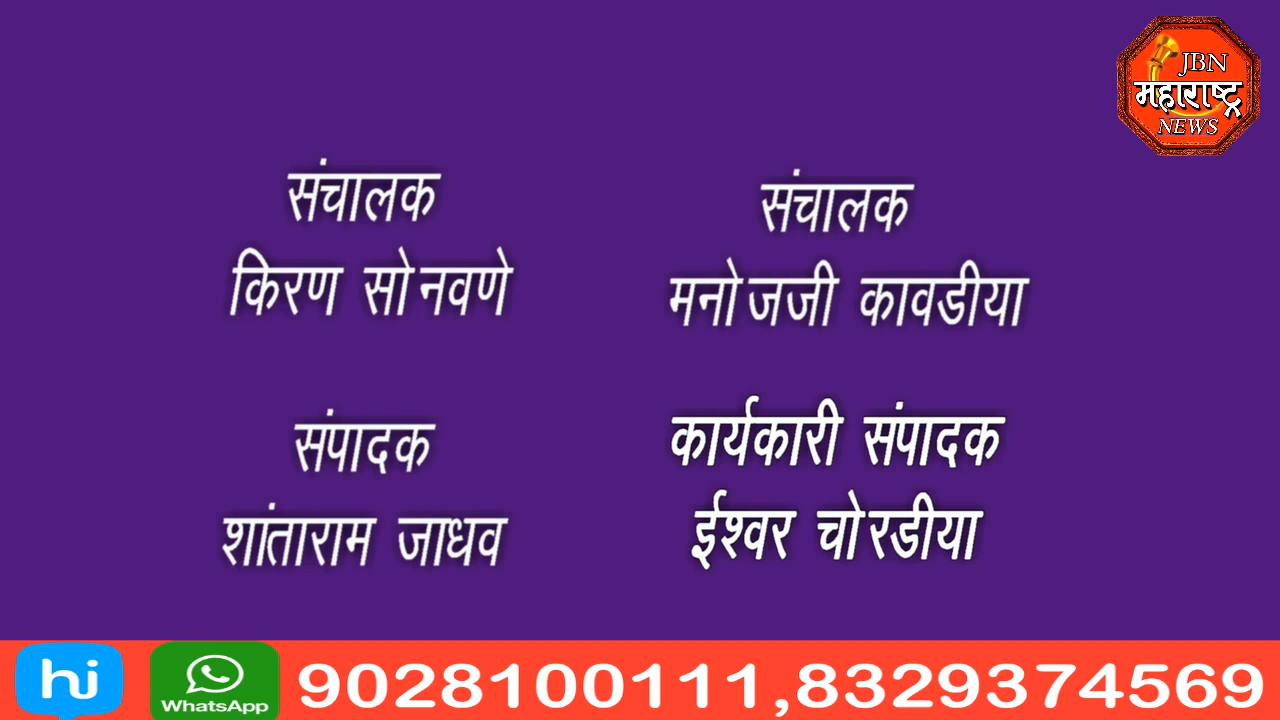 JBN
महाराष्ट्र
NEWS
संचालक
किरण सोनवणे
संचालक
मनोजजी कावडीया
संपादक
शांताराम जाधव
कार्यकारी संपादक
ईश्वर चोरडीया
hi
WhatsApp
9028100111,8329374569